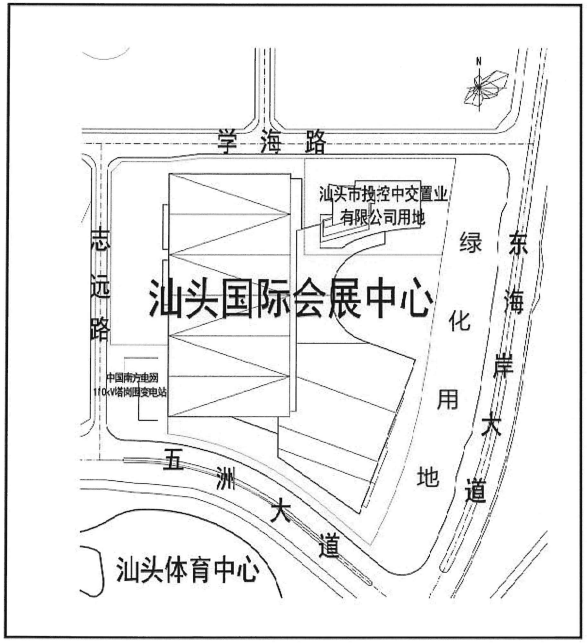 N
学海路
汕头市投控中交置业
有限公司用地
志远路
绿化用地
东海岸大道
汕头国际会展中心
中国南方电网
110kV塔岗围变电站
五洲大道
汕头体育中心